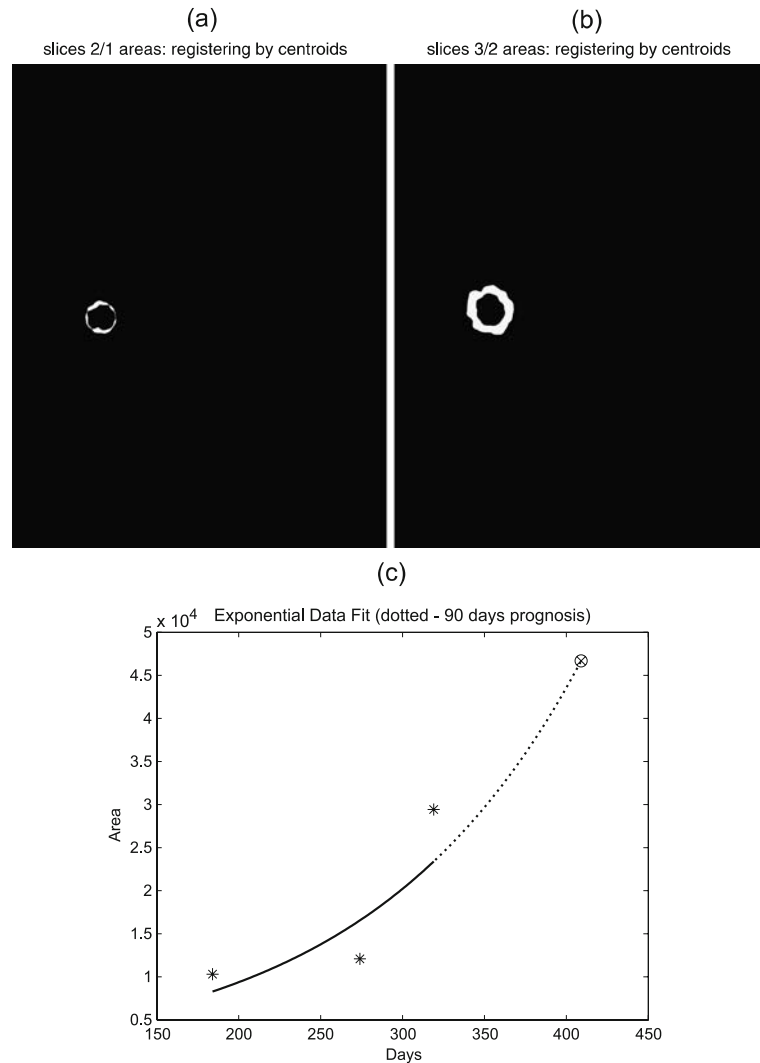 (a)
slices 2/1 areas: registering by centroids
(b)
slices 3/2 areas: registering by centroids
(c)
x 10^4
Exponential Data Fit (dotted - 90 days prognosis)
5
4.5
4
3.5
3
2.5
2
1.5
1
0.5
Area
150
200
250
300
350
400
450
Days